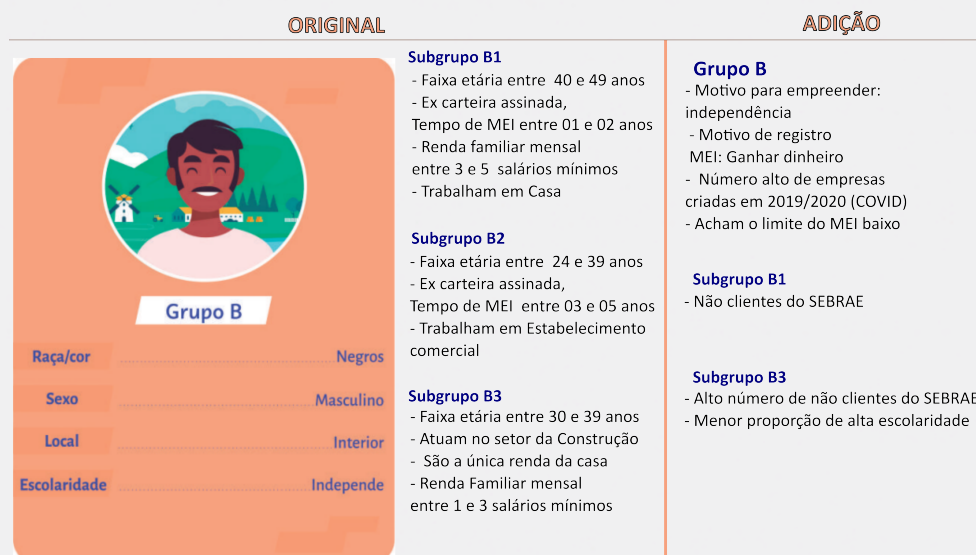 ORIGINAL
Grupo B
Raça/cor Negros
Sexo Masculino
Local Interior
Escolaridade Independe
Subgrupo B1
- Faixa etária entre 40 e 49 anos
- Ex carteira assinada,
Tempo de MEI entre 01 e 02 anos
- Renda familiar mensal
entre 3 e 5 salários mínimos
- Trabalham em Casa
Subgrupo B2
- Faixa etária entre 24 e 39 anos
- Ex carteira assinada,
Tempo de MEI entre 03 e 05 anos
- Trabalham em Estabelecimento
comercial
Subgrupo B3
- Faixa etária entre 30 e 39 anos
- Atuam no setor da Construção
- São a única renda da casa
- Renda Familiar mensal
entre 1 e 3 salários mínimos
ADIÇÃO
Grupo B
- Motivo para empreender:
independência
- Motivo de registro
MEI: Ganhar dinheiro
- Número alto de empresas
criadas em 2019/2020 (COVID)
- Acham o limite do MEI baixo
Subgrupo B1
- Não clientes do SEBRAE
Subgrupo B3
- Alto número de não clientes do SEBRAE
- Menor proporção de alta escolaridade